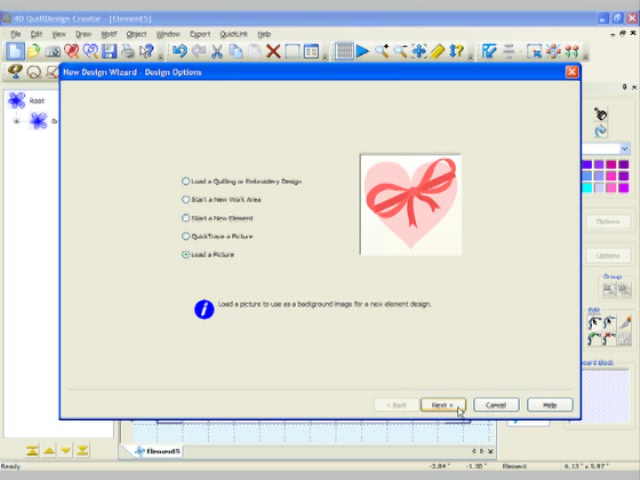 4D QuiltDesign Creator - [Element5]
File Edit View Draw Motif Object Window Export QuickLink Help
New Design Wizard - Design Options
Root
Load a Quilting or Embroidery Design
Start a New Work Area
Start a New Element
QuickTrace a Picture
Load a Picture
Load a picture to use as a background image for a new element design.
Options
Options
Group
Edit
< Back Next > Cancel Help
Element5
Ready Element